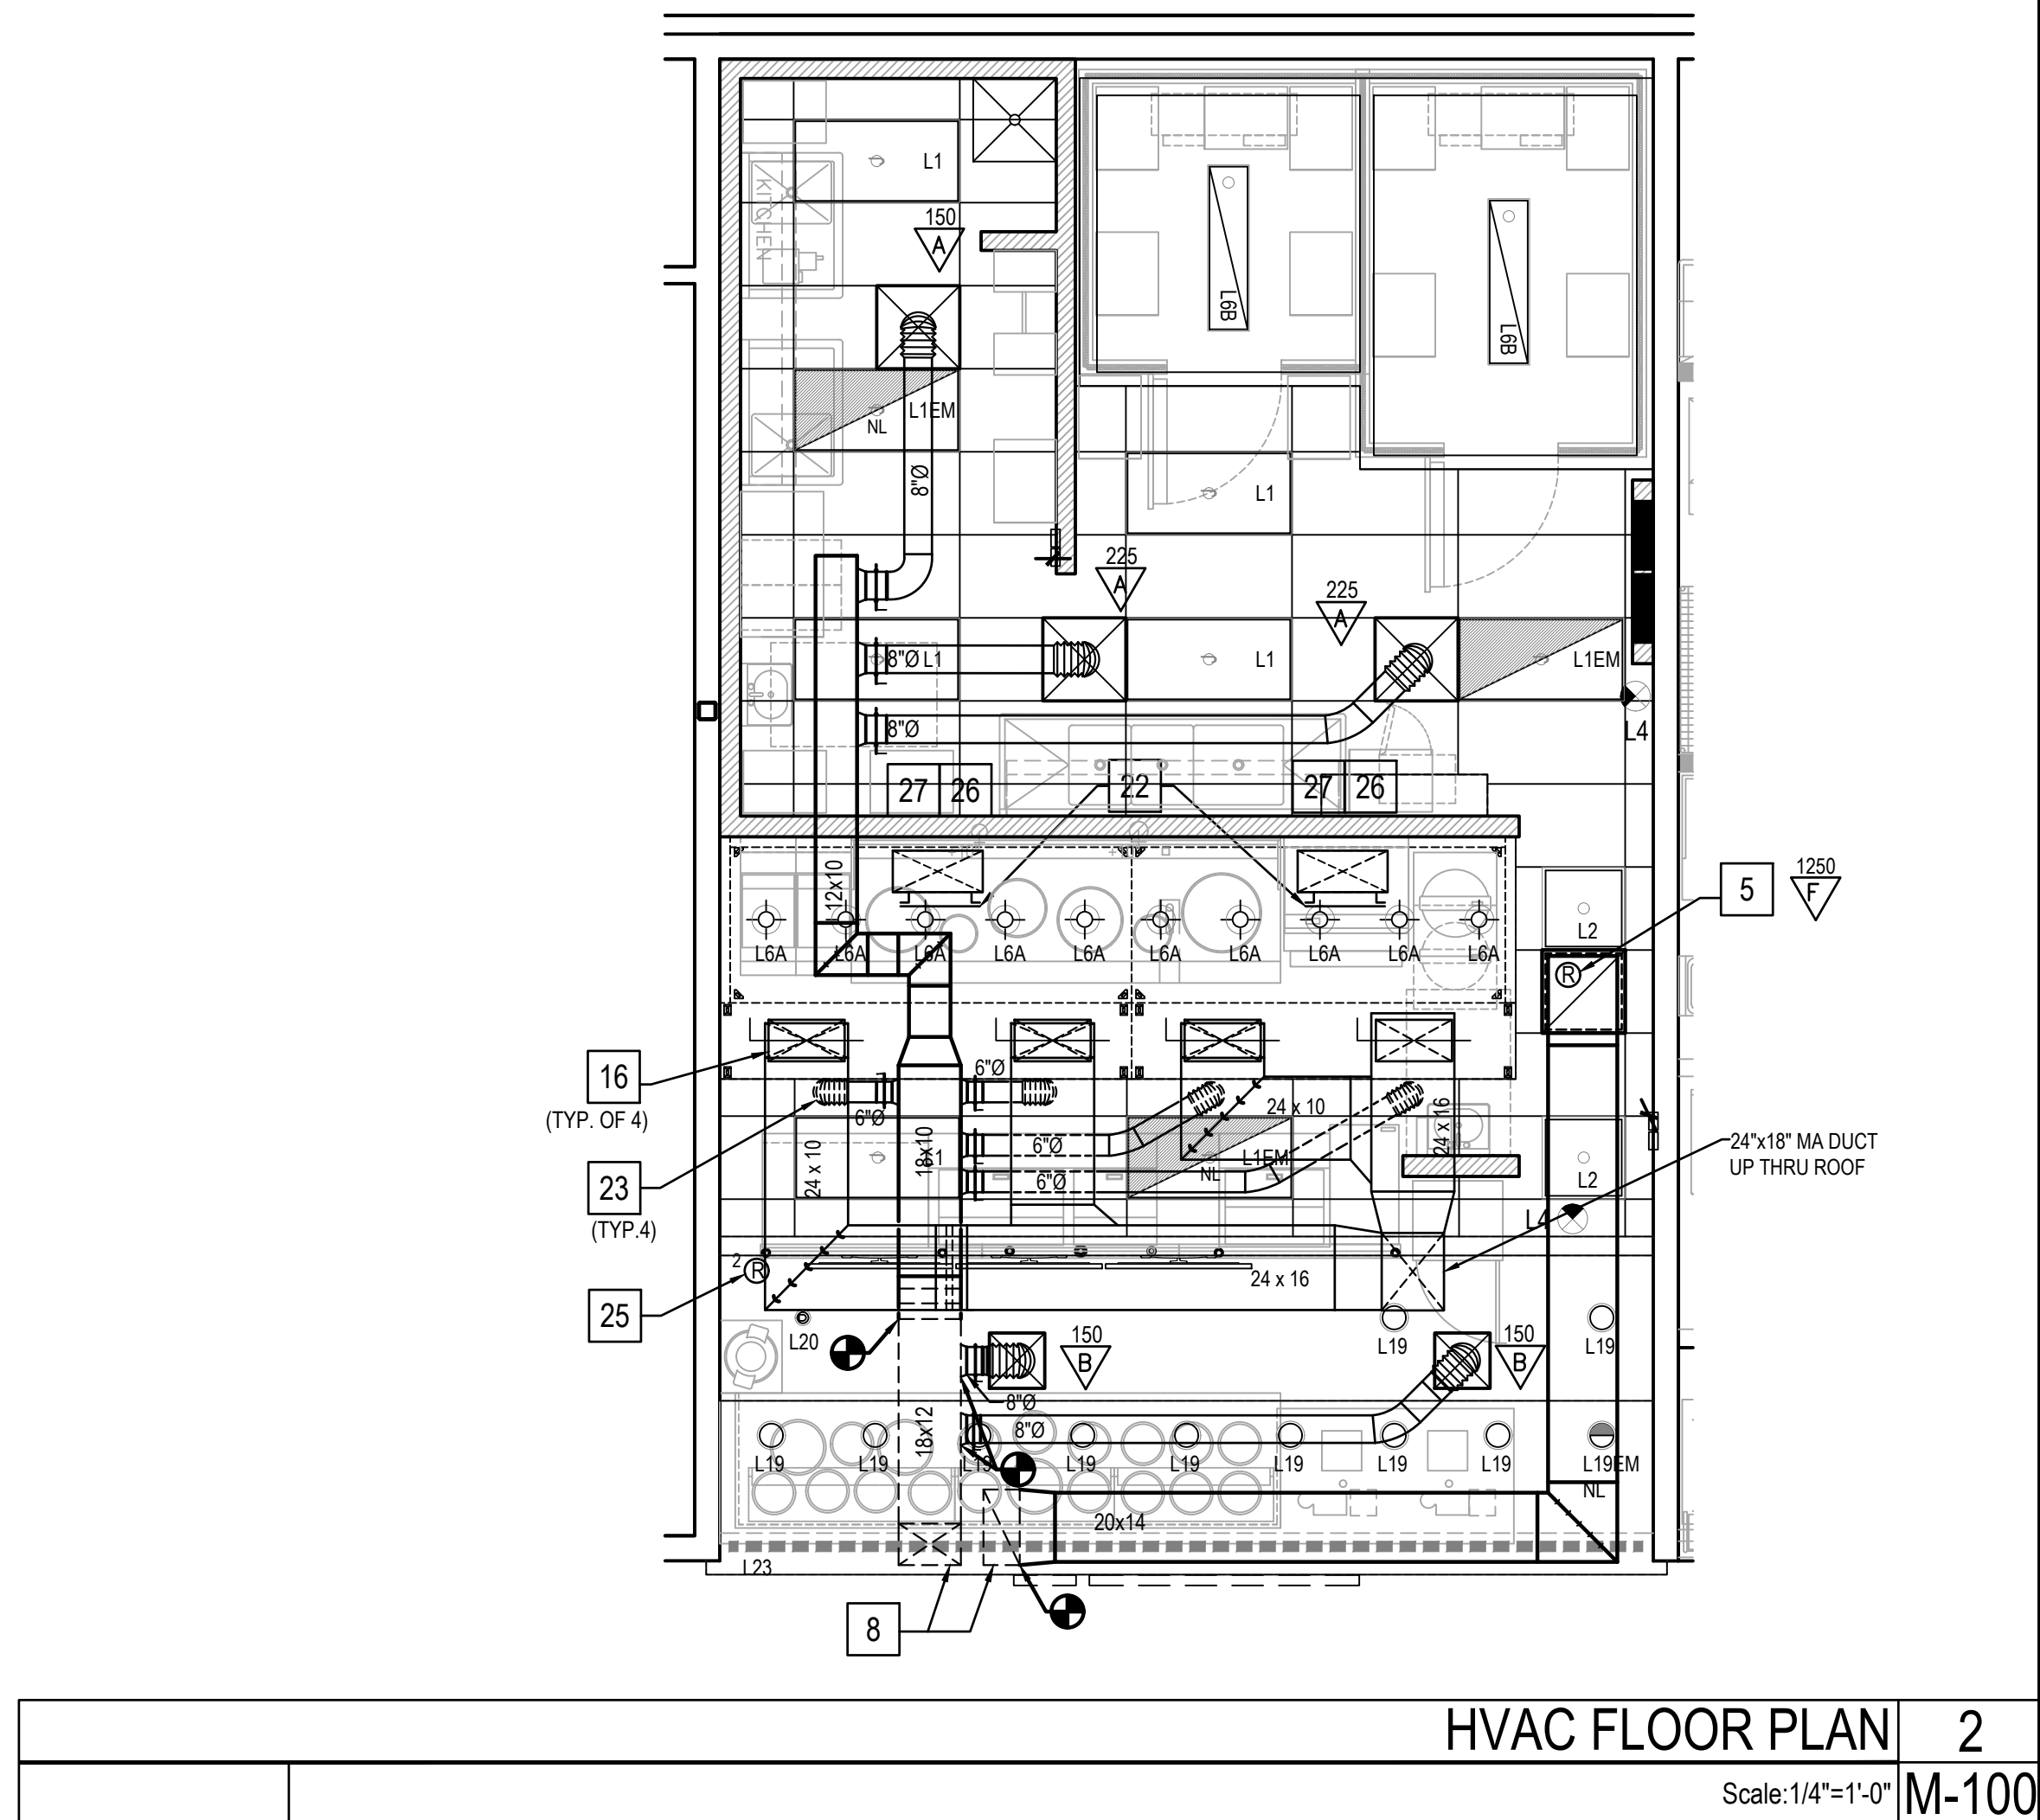 L1
KITCHEN
150
A
L6B
L6B
L1EM
NL
8"Ø
L1
225
A
225
A
8"Ø
L1
L1
L1EM
8"Ø
L4
27
26
22
27
26
12x10
5
1250
F
L2
L6A
L6A
L6A
L6A
L6A
L6A
L6A
L6A
L6A
L6A
R
16
(TYP. OF 4)
6"Ø
6"Ø
24 x 10
24 x 16
24 x 10
18x10
L1
6"Ø
6"Ø
L1EM
NL
L2
24"x18" MA DUCT
UP THRU ROOF
23
(TYP.4)
L4
2
R
24 x 16
25
L20
150
B
L19
150
B
L19
8"Ø
8"Ø
18x12
L19
L19
L19
L19
L19
L19
L19
L19
L19EM
NL
20x14
L23
8
HVAC FLOOR PLAN
2
Scale:1/4"=1'-0"
M-100